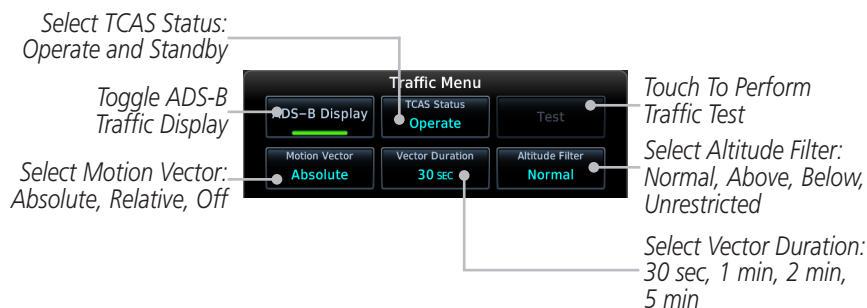 Select TCAS Status:
Operate and Standby
Toggle ADS-B
Traffic Display
Select Motion Vector:
Absolute, Relative, Off
Traffic Menu
ADS–B Display
TCAS Status
Operate
Test
Motion Vector
Absolute
Vector Duration
30 SEC
Altitude Filter
Normal
Touch To Perform
Traffic Test
Select Altitude Filter:
Normal, Above, Below,
Unrestricted
Select Vector Duration:
30 sec, 1 min, 2 min,
5 min